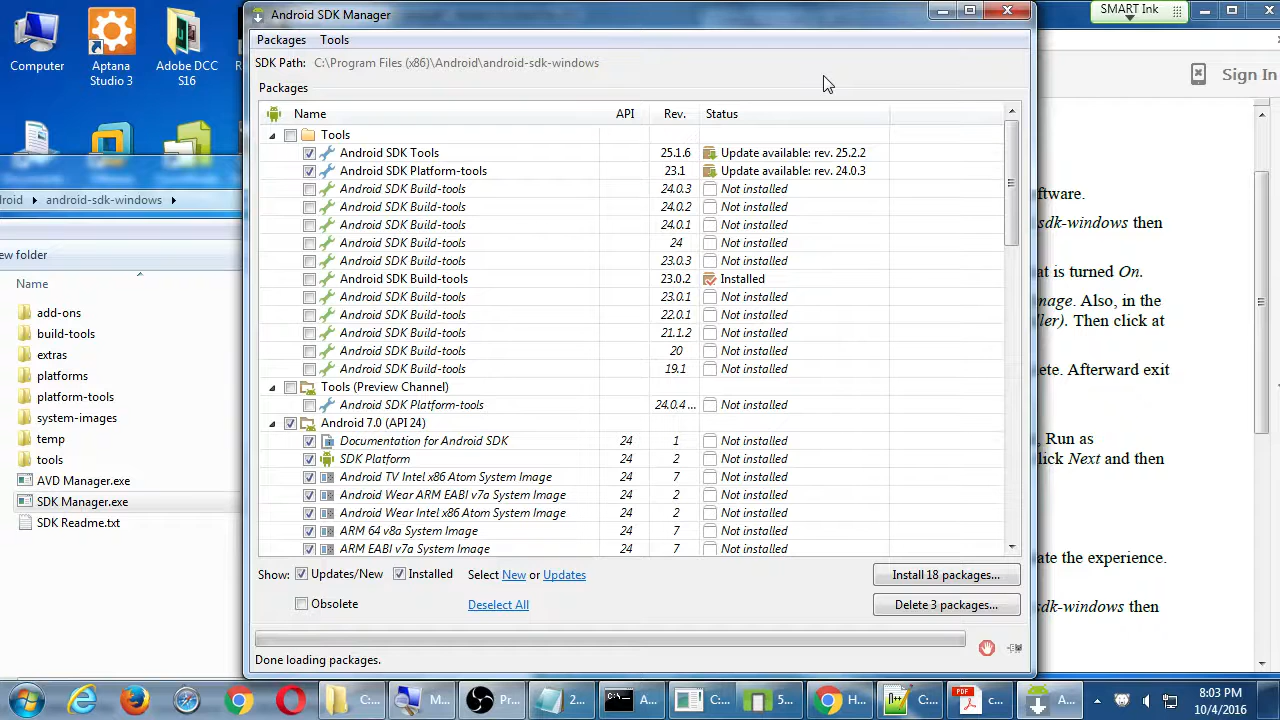 Android SDK Manager
SMART Ink
Packages Tools
SDK Path: C:\Program Files (x86)\Android\android-sdk-windows
Packages
Name API Rev. Status
Tools
Android SDK Tools 25.1.6 Update available: rev. 25.2.2
Android SDK Platform-tools 23.1 Update available: rev. 24.0.3
Android SDK Build-tools 24.0.3 Not installed
Android SDK Build-tools 24.0.2 Not installed
Android SDK Build-tools 24.0.1 Not installed
Android SDK Build-tools 24 Not installed
Android SDK Build-tools 23.0.3 Not installed
Android SDK Build-tools 23.0.2 Installed
Android SDK Build-tools 23.0.1 Not installed
Android SDK Build-tools 22.0.1 Not installed
Android SDK Build-tools 21.1.2 Not installed
Android SDK Build-tools 20 Not installed
Android SDK Build-tools 19.1 Not installed
Tools (Preview Channel)
Android SDK Platform-tools 24.0.4 ... Not installed
Android 7.0 (API 24)
Documentation for Android SDK 24 1 Not installed
SDK Platform 24 2 Not installed
Android TV Intel x86 Atom System Image 24 7 Not installed
Android Wear ARM EABI v7a System Image 24 2 Not installed
Android Wear Intel x86 Atom System Image 24 2 Not installed
ARM 64 v8a System Image 24 7 Not installed
ARM EABI v7a System Image 24 7 Not installed
Show: Updates/New Installed Select New or Updates
Install 18 packages...
Obsolete Deselect All
Delete 3 packages...
Done loading packages.
Computer
Aptana
Studio 3
Adobe DCC
S16
roid android-sdk-windows
ew folder
Name
add-ons
build-tools
extras
platforms
platform-tools
system-images
temp
tools
AVD Manager.exe
SDK Manager.exe
SDK Readme.txt
Sign In
ftware.
sdk-windows then
at is turned On.
nage. Also, in the
ller). Then click at
ete. Afterward exit
, Run as
lick Next and then
ate the experience.
sdk-windows then
C:... M... Pr... 2... A... C:... 5... H... C... c... A...
8:03 PM
10/4/2016